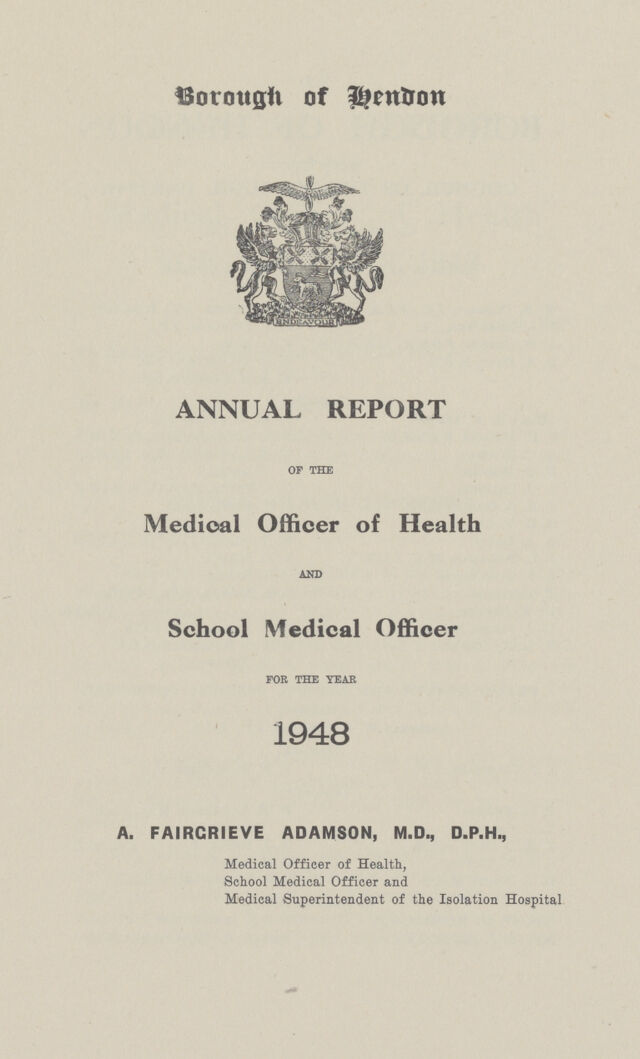 Borough of Hendon
ENDEAVOUR
ANNUAL REPORT
OF THE
Medical Officer of Health
AND
School Medical Officer
FOR THE YEAR
1948
A. FAIRGRIEVE ADAMSON, M.D., D.P.H.,
Medical Officer of Health,
School Medical Officer and
Medical Superintendent of the Isolation Hospital